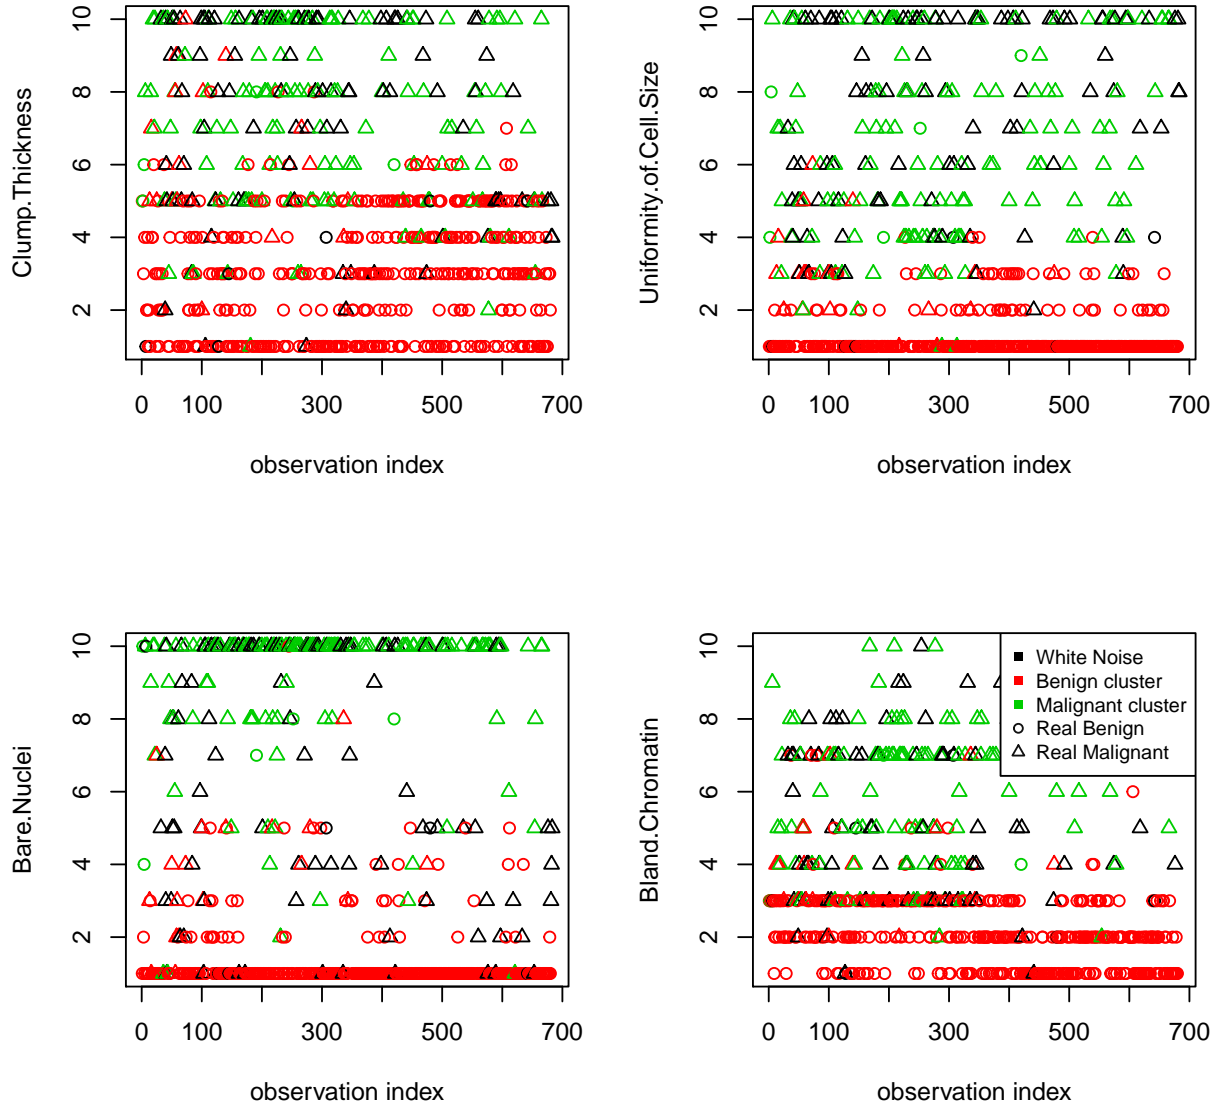 Clump.Thickness
10
8
6
4
2
0 100 300 500 700
observation index
Uniformity.of.Cell.Size
10
8
6
4
2
0 100 300 500 700
observation index
Bare.Nuclei
10
8
6
4
2
0 100 300 500 700
observation index
Bland.Chromatin
10
8
6
4
2
White Noise
Benign cluster
Malignant cluster
Real Benign
Real Malignant
0 100 300 500 700
observation index